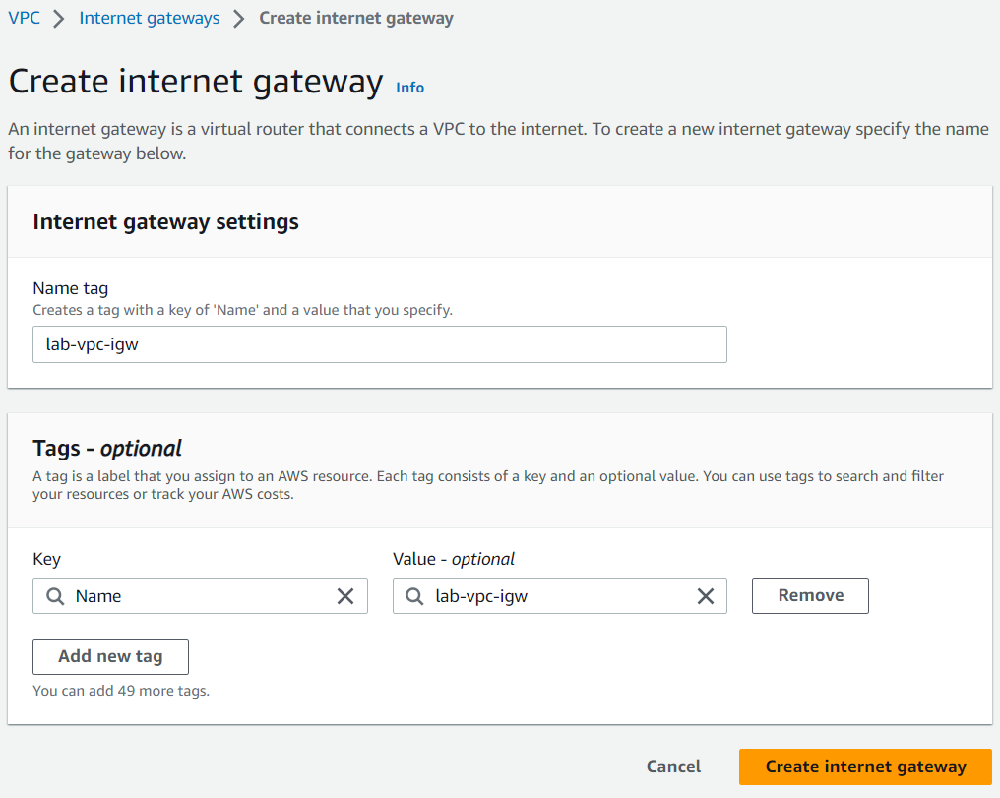 VPC > Internet gateways > Create internet gateway
Create internet gateway Info
An internet gateway is a virtual router that connects a VPC to the internet. To create a new internet gateway specify the name
for the gateway below.
Internet gateway settings
Name tag
Creates a tag with a key of 'Name' and a value that you specify.
lab-vpc-igw
Tags - optional
A tag is a label that you assign to an AWS resource. Each tag consists of a key and an optional value. You can use tags to search and filter
your resources or track your AWS costs.
Key Value - optional
Name lab-vpc-igw Remove
Add new tag
You can add 49 more tags.
Cancel Create internet gateway